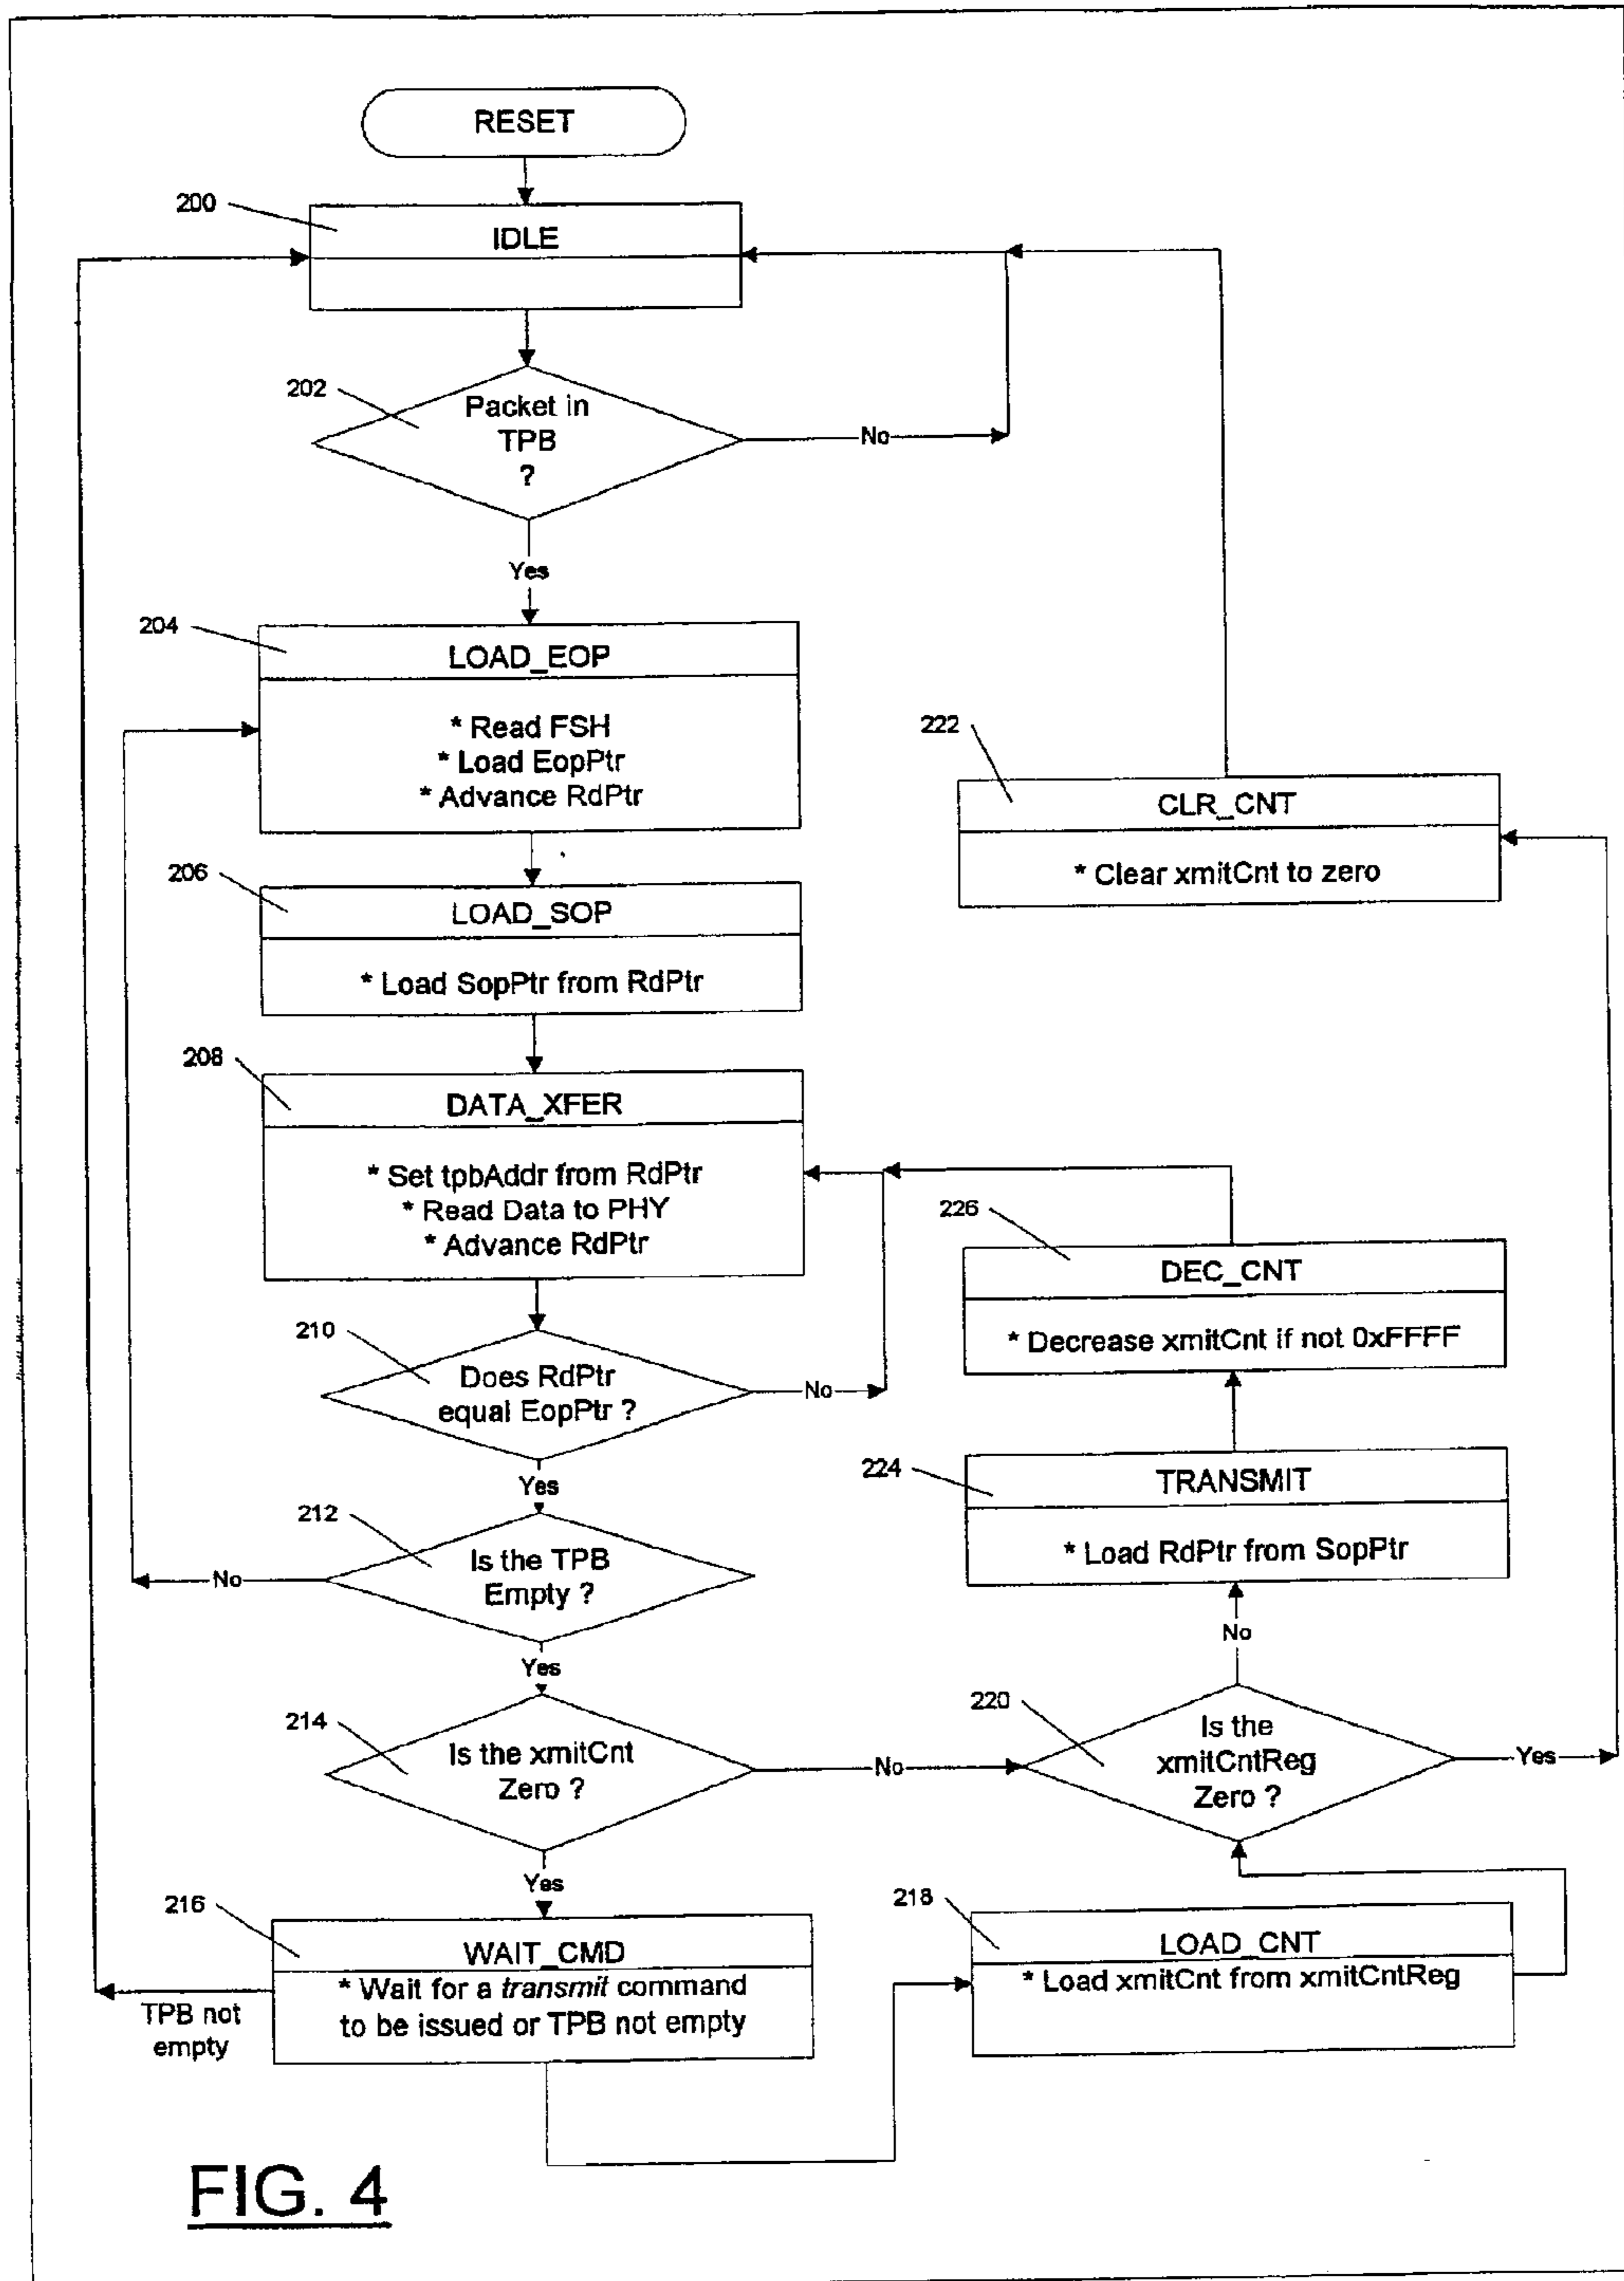 RESET
200
IDLE
202
Packet in
TPB
?
No
Yes
204
LOAD_EOP
* Read FSH
* Load EopPtr
* Advance RdPtr
222
CLR_CNT
* Clear xmitCnt to zero
206
LOAD_SOP
* Load SopPtr from RdPtr
208
DATA_XFER
* Set tpbAddr from RdPtr
* Read Data to PHY
* Advance RdPtr
226
DEC_CNT
* Decrease xmitCnt if not 0xFFFF
210
Does RdPtr
equal EopPtr ?
No
Yes
224
TRANSMIT
* Load RdPtr from SopPtr
212
Is the TPB
Empty ?
No
Yes
No
214
Is the xmitCnt
Zero ?
No
220
Is the
xmitCntReg
Zero ?
Yes
Yes
216
WAIT_CMD
* Wait for a transmit command
to be issued or TPB not empty
TPB not
empty
218
LOAD_CNT
* Load xmitCnt from xmitCntReg
FIG. 4